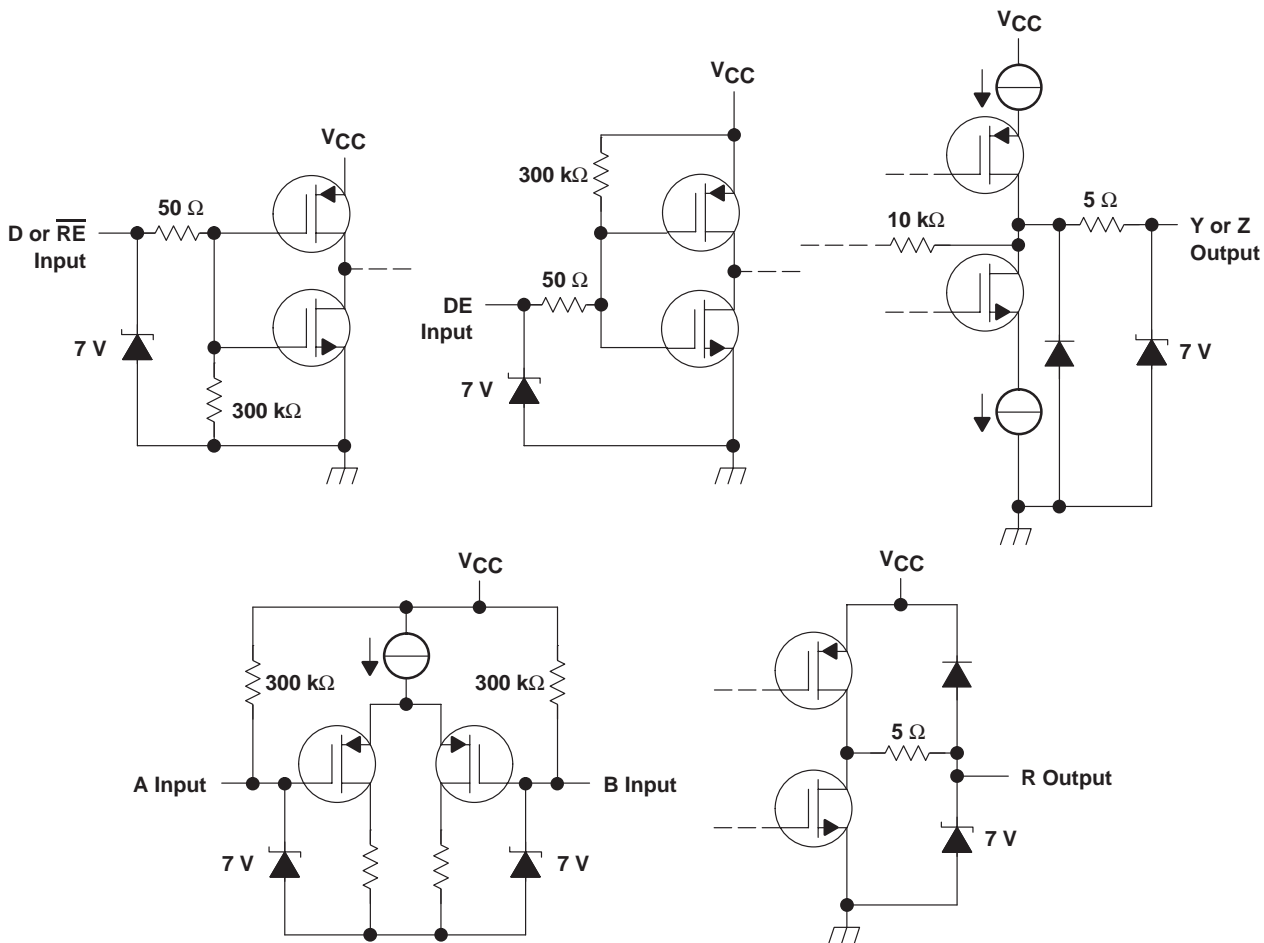 VCC
50 Ω
D or R̅E̅
Input
7 V
300 kΩ
VCC
300 kΩ
50 Ω
DE
Input
7 V
VCC
10 kΩ
5 Ω
Y or Z
Output
7 V
VCC
300 kΩ
300 kΩ
A Input
B Input
7 V
7 V
VCC
5 Ω
R Output
7 V